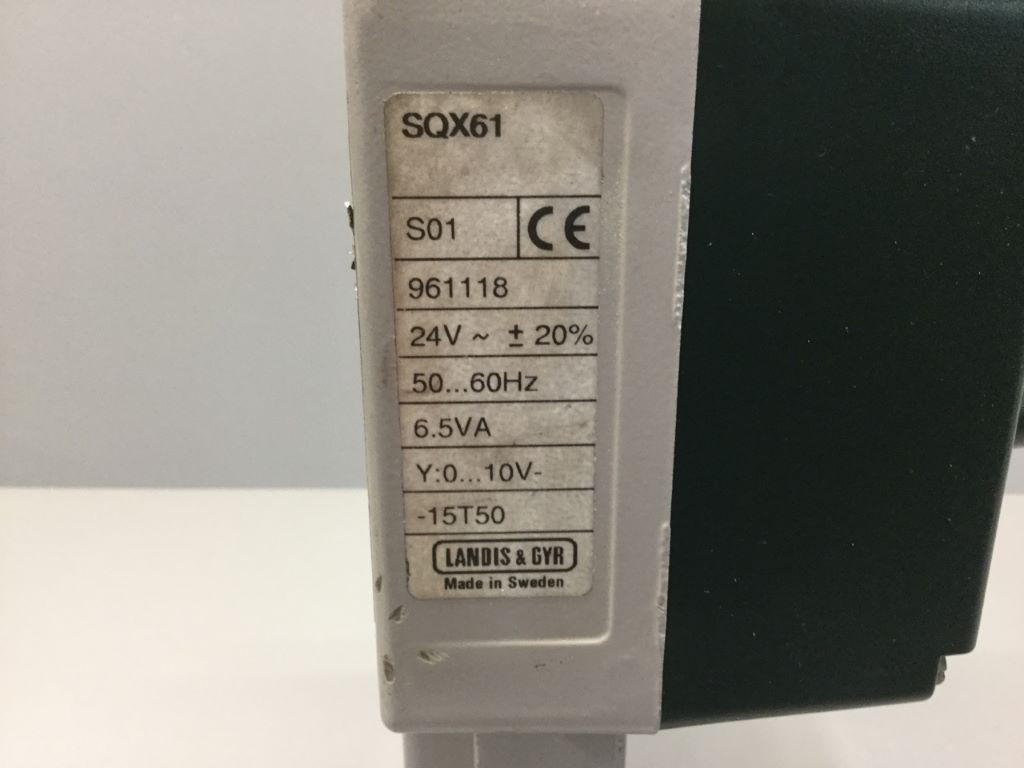 SQX61
S01 CE
961118
24V ~ ± 20%
50...60Hz
6.5VA
Y:0...10V-
-15T50
LANDIS & GYR
Made in Sweden